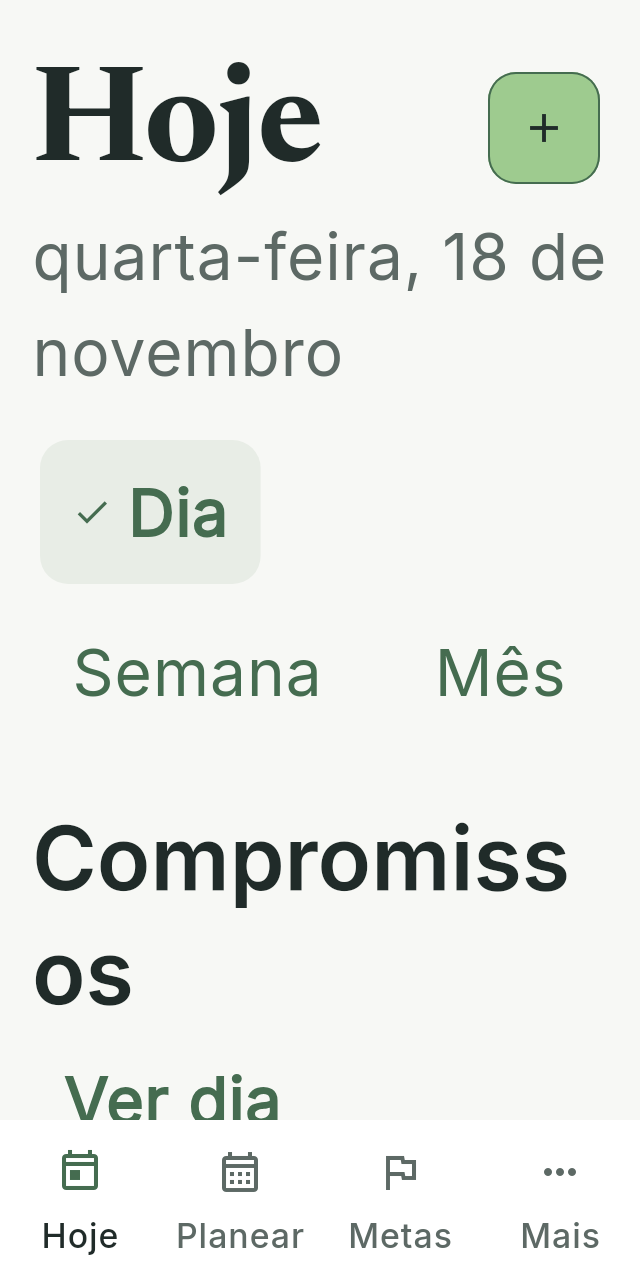 Hoje
+
quarta-feira, 18 de
novembro
Dia
Semana Mês
Compromiss
os
Ver dia
Hoje Planear Metas Mais